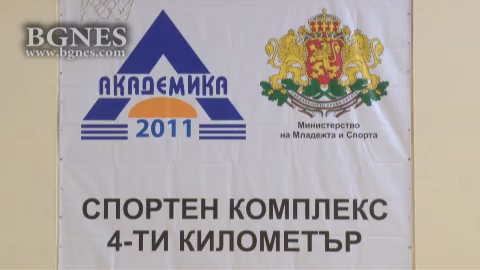 BGNES
www.bgnes.com
АКАДЕМИКА
2011
Министерство
на Младежта и Спорта
СПОРТЕН КОМПЛЕКС
4-ТИ КИЛОМЕТЪР